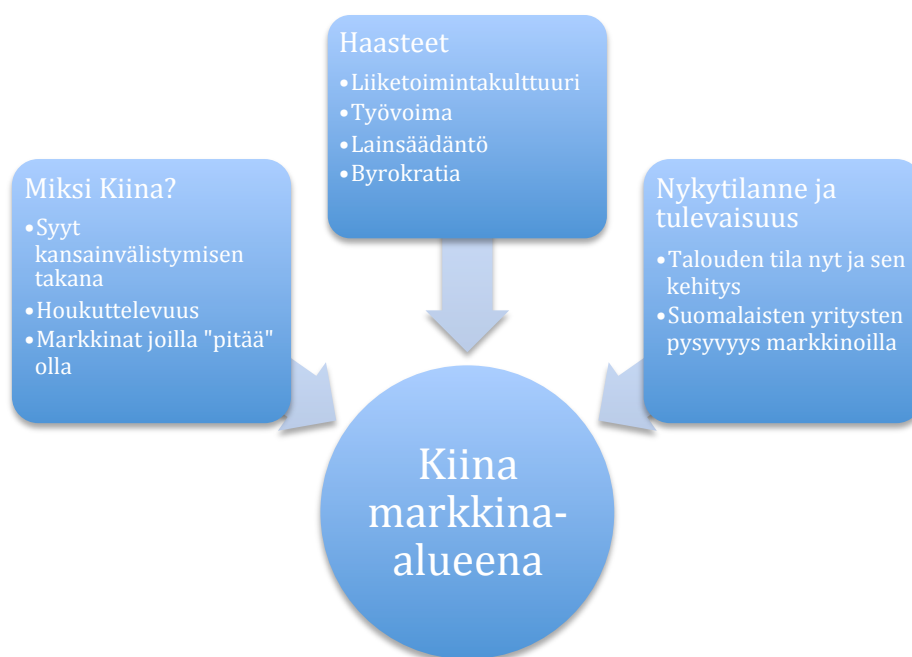 Miksi Kiina?
•Syyt
kansainvälistymisen
takana
•Houkuttelevuus
•Markkinat joilla "pitää"
olla
Haasteet
•Liiketoimintakulttuuri
•Työvoima
•Lainsäädäntö
•Byrokratia
Nykytilanne ja
tulevaisuus
•Talouden tila nyt ja sen
kehitys
•Suomalaisten yritysten
pysyvyys markkinoilla
Kiina
markkina-
alueena